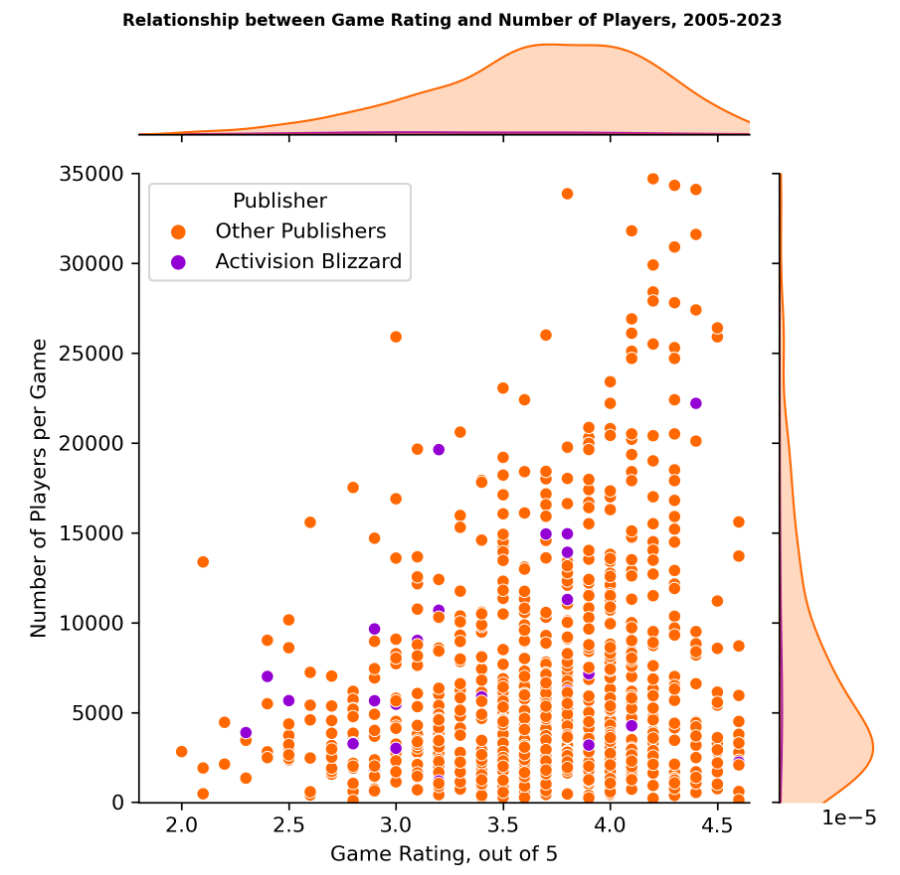 Relationship between Game Rating and Number of Players, 2005-2023
35000
30000
25000
20000
15000
10000
5000
0
Number of Players per Game
Publisher
Other Publishers
Activision Blizzard
1e−5
2.0 2.5 3.0 3.5 4.0 4.5
Game Rating, out of 5